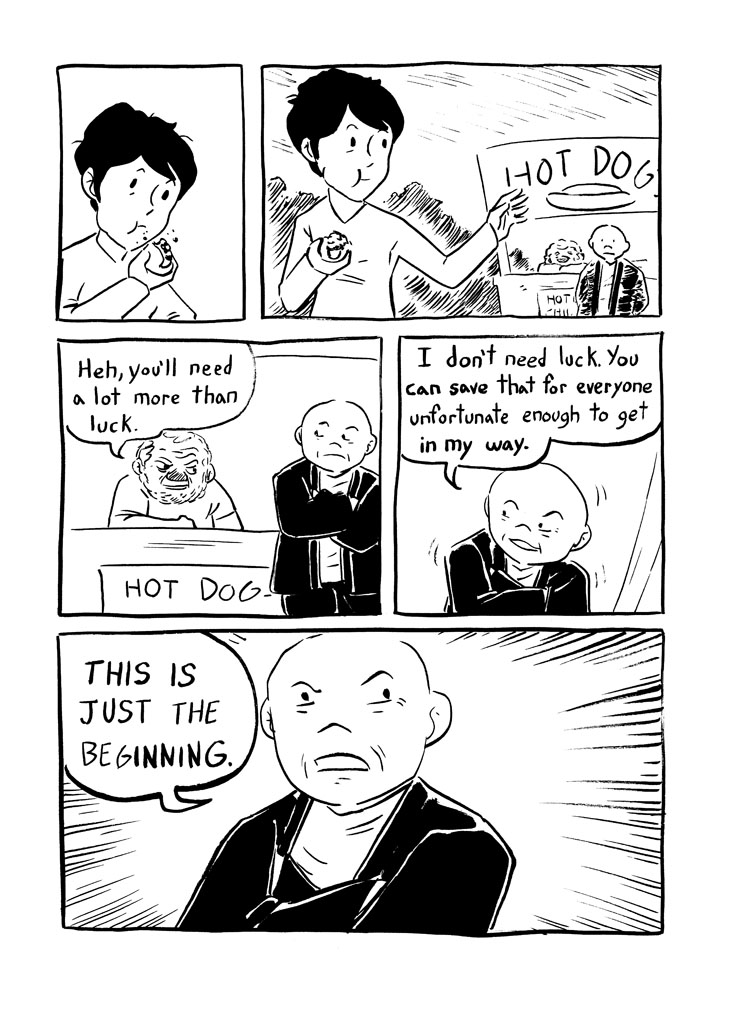 HOT DOG
HOT
Heh, you'll need
a lot more than
luck.
HOT DOG
I don't need luck. You
can save that for everyone
unfortunate enough to get
in my way.
THIS IS
JUST THE
BEGINNING.